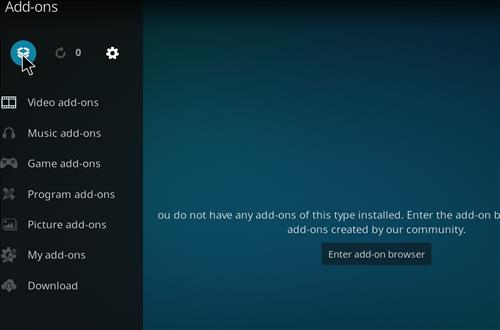 Add-ons
0
Video add-ons
Music add-ons
Game add-ons
Program add-ons
Picture add-ons
My add-ons
Download
ou do not have any add-ons of this type installed. Enter the add-on b
add-ons created by our community.
Enter add-on browser